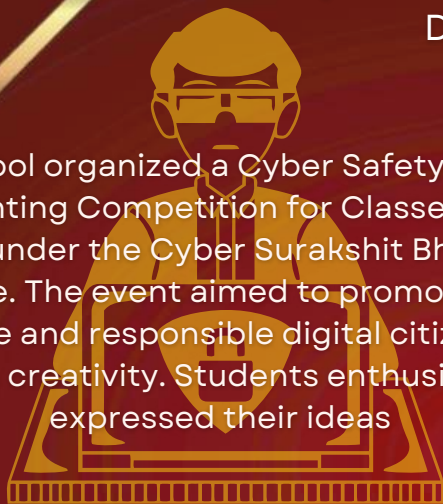 D
ool organized a Cyber Safety
nting Competition for Classe
under the Cyber Surakshit Bh
e. The event aimed to promo
e and responsible digital citiz
creativity. Students enthusi
expressed their ideas